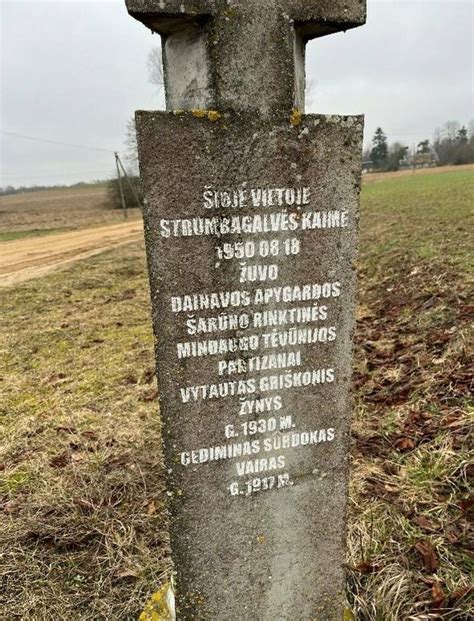 ŠIOJE VIETOJE
STRUMBAGALVĖS KAIME
1950 08 18
ŽUVO
DAINAVOS APYGARDOS
ŠARŪNO RINKTINĖS
MINDAUGO TĖVŪNIJOS
PARTIZANAI
VYTAUTAS GRIŠKONIS
ŽYNYS
G. 1930 M.
GEDIMINAS SURDOKAS
VAIRAS
G. 1917 M.